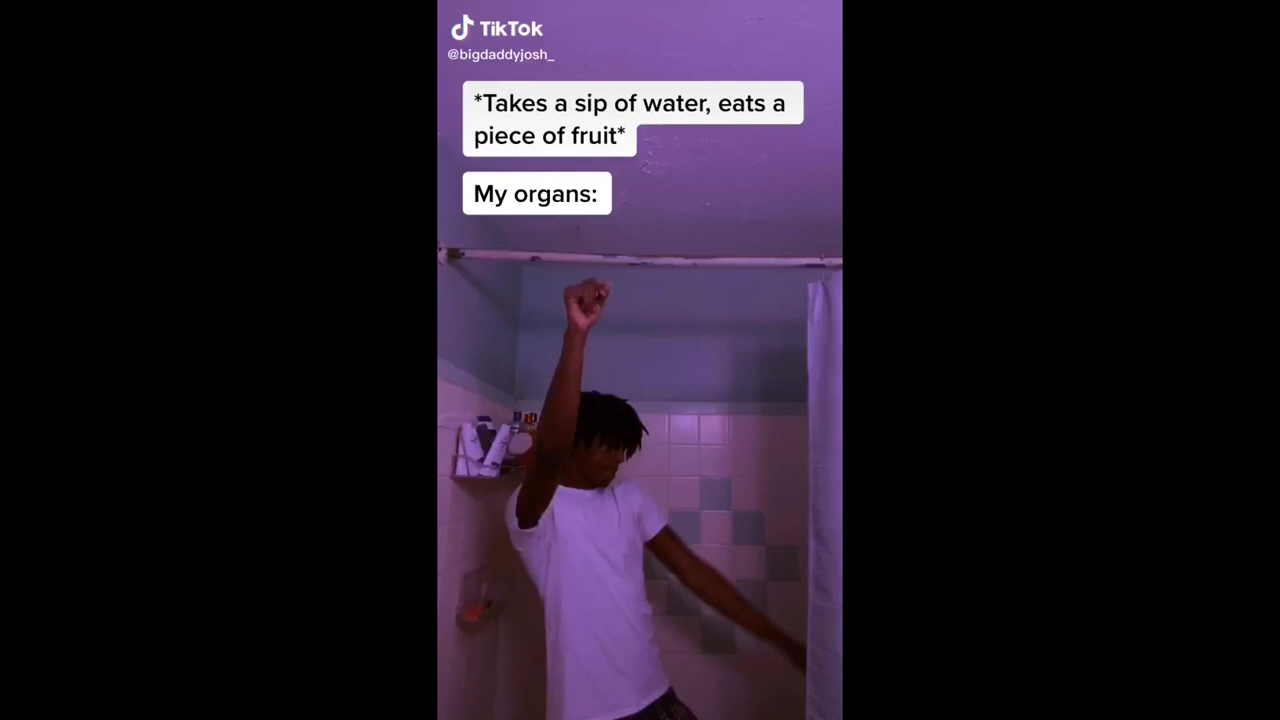 TikTok
@bigdaddyjosh_
*Takes a sip of water, eats a
piece of fruit*
My organs: